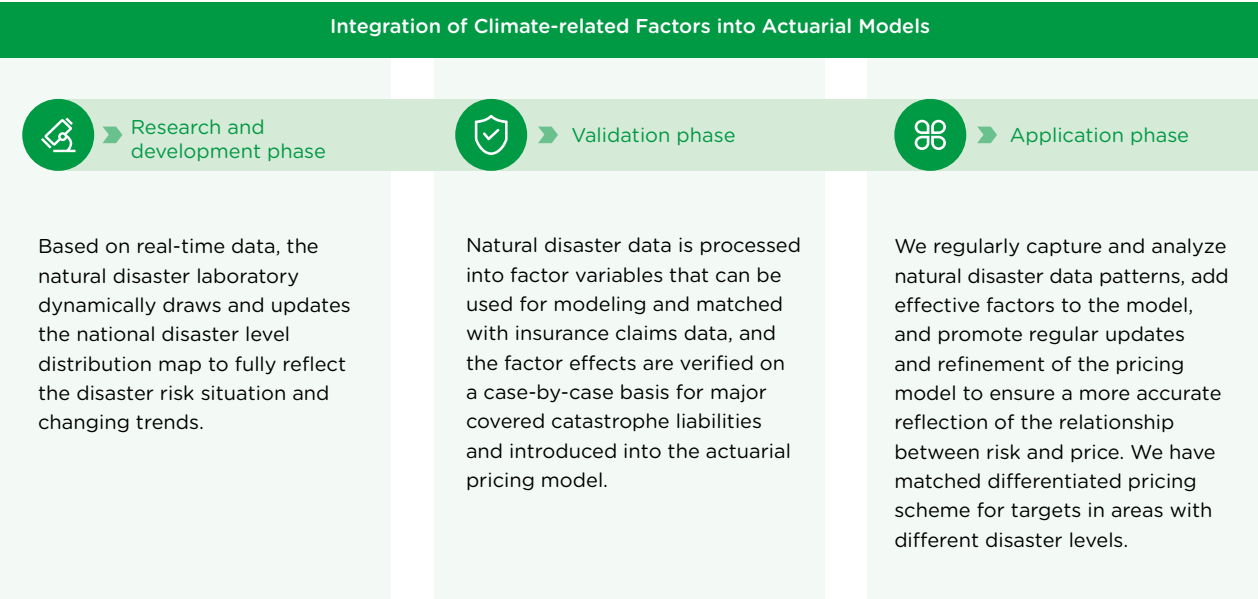 Integration of Climate-related Factors into Actuarial Models
Research and
development phase
Based on real-time data, the
natural disaster laboratory
dynamically draws and updates
the national disaster level
distribution map to fully reflect
the disaster risk situation and
changing trends.
Validation phase
Natural disaster data is processed
into factor variables that can be
used for modeling and matched
with insurance claims data, and
the factor effects are verified on
a case-by-case basis for major
covered catastrophe liabilities
and introduced into the actuarial
pricing model.
Application phase
We regularly capture and analyze
natural disaster data patterns, add
effective factors to the model,
and promote regular updates
and refinement of the pricing
model to ensure a more accurate
reflection of the relationship
between risk and price. We have
matched differentiated pricing
scheme for targets in areas with
different disaster levels.